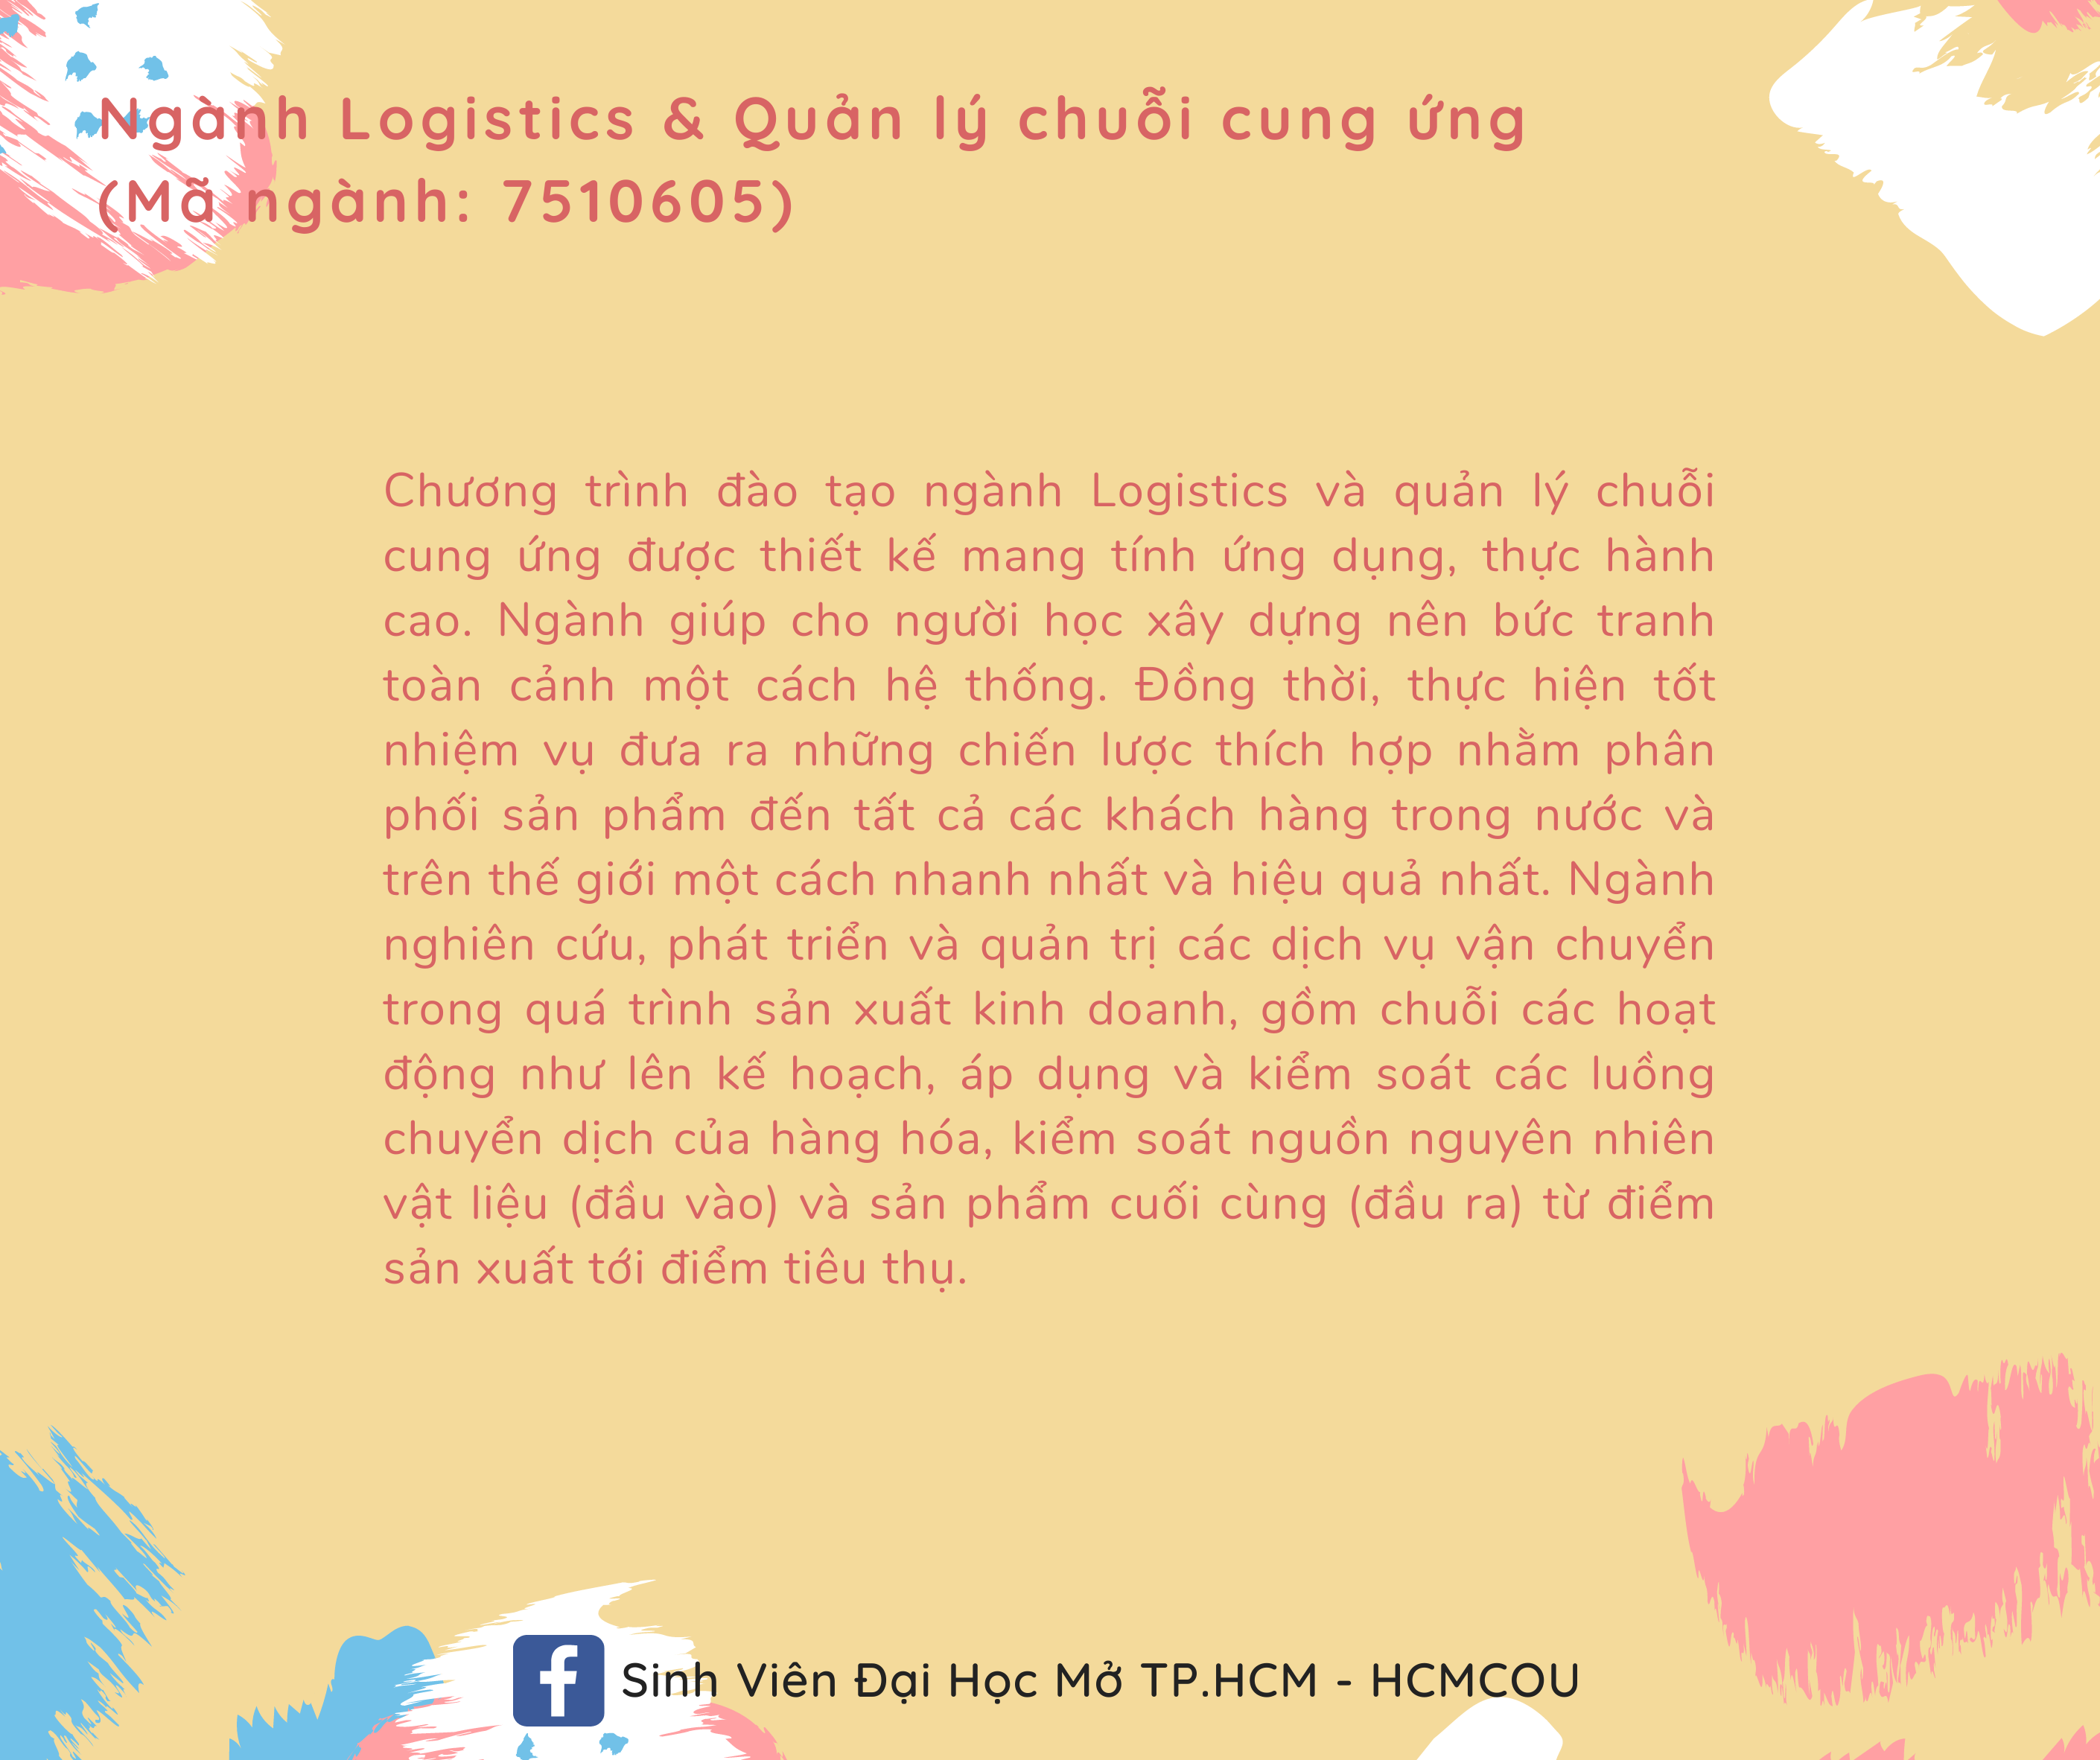 Ngành Logistics & Quản lý chuỗi cung ứng
(Mã ngành: 7510605)
Chương trình đào tạo ngành Logistics và quản lý chuỗi
cung ứng được thiết kế mang tính ứng dụng, thực hành
cao. Ngành giúp cho người học xây dựng nên bức tranh
toàn cảnh một cách hệ thống. Đồng thời, thực hiện tốt
nhiệm vụ đưa ra những chiến lược thích hợp nhằm phân
phối sản phẩm đến tất cả các khách hàng trong nước và
trên thế giới một cách nhanh nhất và hiệu quả nhất. Ngành
nghiên cứu, phát triển và quản trị các dịch vụ vận chuyển
trong quá trình sản xuất kinh doanh, gồm chuỗi các hoạt
động như lên kế hoạch, áp dụng và kiểm soát các luồng
chuyển dịch của hàng hóa, kiểm soát nguồn nguyên nhiên
vật liệu (đầu vào) và sản phẩm cuối cùng (đầu ra) từ điểm
sản xuất tới điểm tiêu thụ.
Sinh Viên Đại Học Mở TP.HCM - HCMCOU